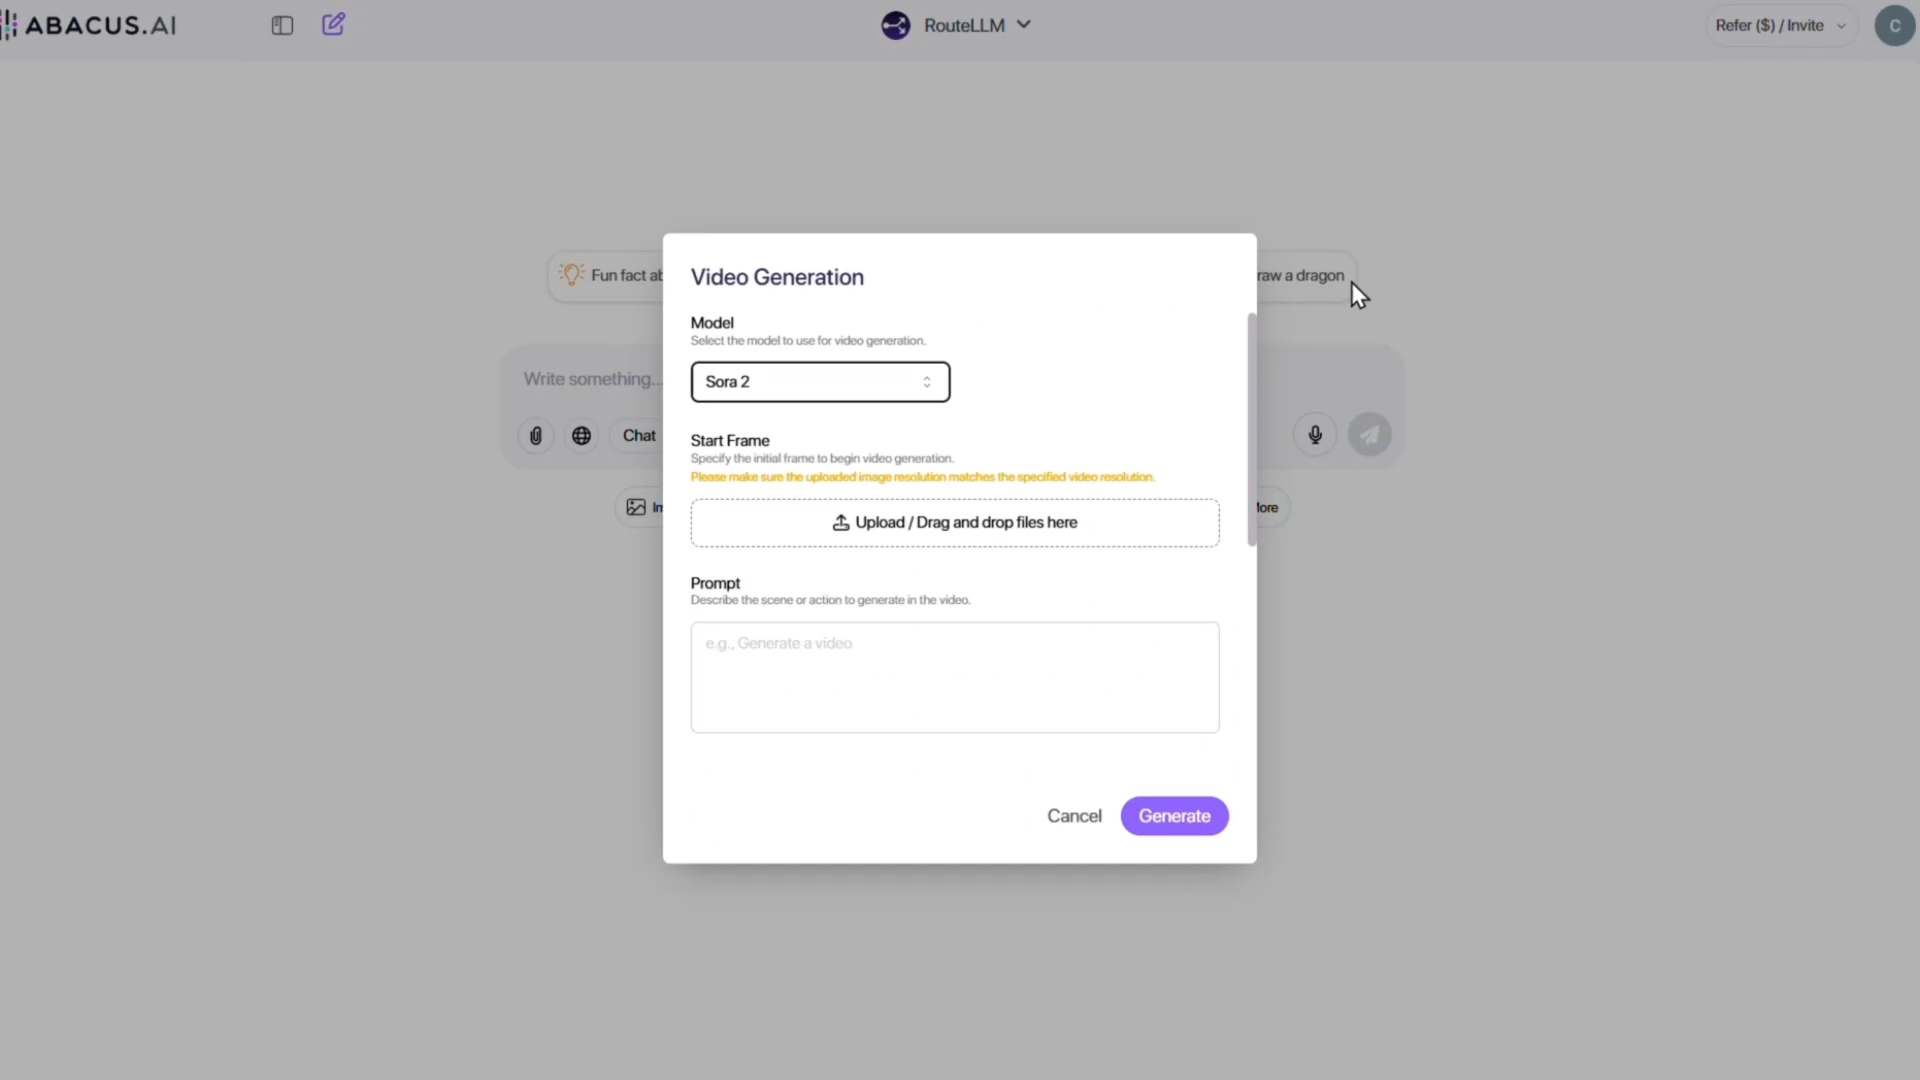 ABACUS.AI
RouteLLM
Refer ($) / Invite
C
Fun fact
raw a dragon
Write something...
Chat
Video Generation
Model
Select the model to use for video generation.
Sora 2
Start Frame
Specify the initial frame to begin video generation.
Please make sure the uploaded image resolution matches the specified video resolution.
Upload / Drag and drop files here
Prompt
Describe the scene or action to generate in the video.
e.g., Generate a video
Cancel
Generate